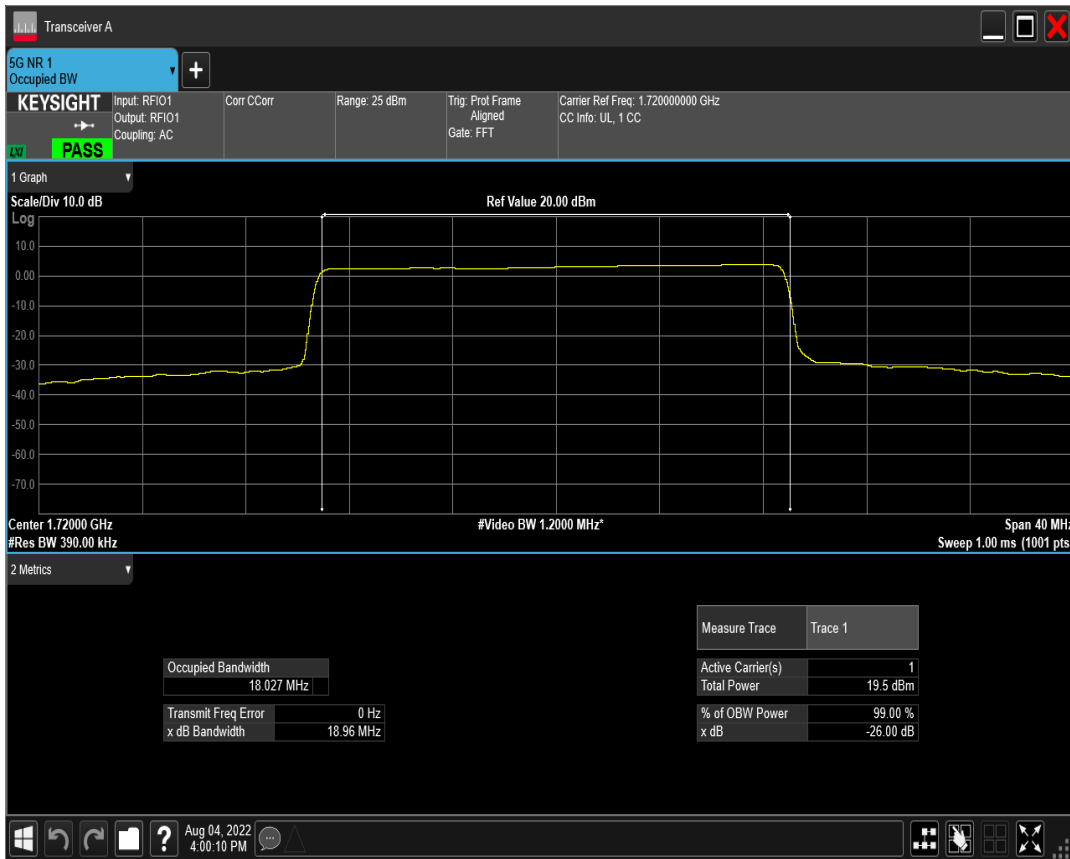 Transceiver A
5G NR 1
Occupied BW
+
KEYSIGHT
LXI
PASS
Input: RFIO1
Output: RFIO1
Coupling: AC
Corr CCorr
Range: 25 dBm
Trig: Prot Frame
Aligned
Gate: FFT
Carrier Ref Freq: 1.720000000 GHz
CC Info: UL, 1 CC
1 Graph
Scale/Div 10.0 dB
Ref Value 20.00 dBm
Log
10.0
0.00
-10.0
-20.0
-30.0
-40.0
-50.0
-60.0
-70.0
Center 1.72000 GHz
#Video BW 1.2000 MHz*
Span 40 MHz
#Res BW 390.00 kHz
Sweep 1.00 ms (1001 pts
2 Metrics
Measure Trace Trace 1
Occupied Bandwidth
18.027 MHz
Active Carrier(s) 1
Total Power 19.5 dBm
Transmit Freq Error 0 Hz
x dB Bandwidth 18.96 MHz
% of OBW Power 99.00 %
x dB -26.00 dB
?
Aug 04, 2022
4:00:10 PM